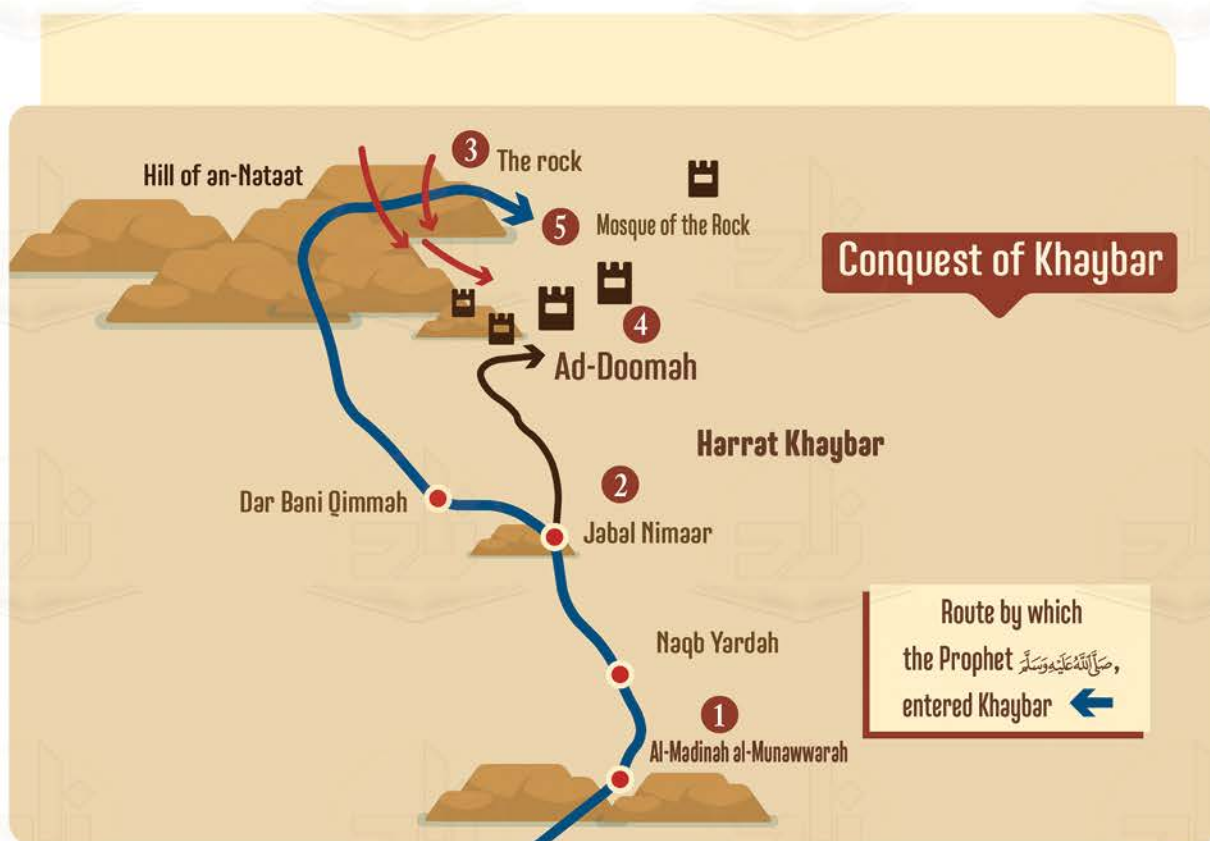 3 The rock
Hill of an-Nataat
5 Mosque of the Rock
Conquest of Khaybar
4
Ad-Doomah
Harrat Khaybar
2
Dar Bani Qimmah
Jabal Nimaar
Route by which
the Prophet صَلَّى اللَّهُ عَلَيْهِ وَسَلَّمَ,
entered Khaybar
Naqb Yardah
1
Al-Madinah al-Munawwarah